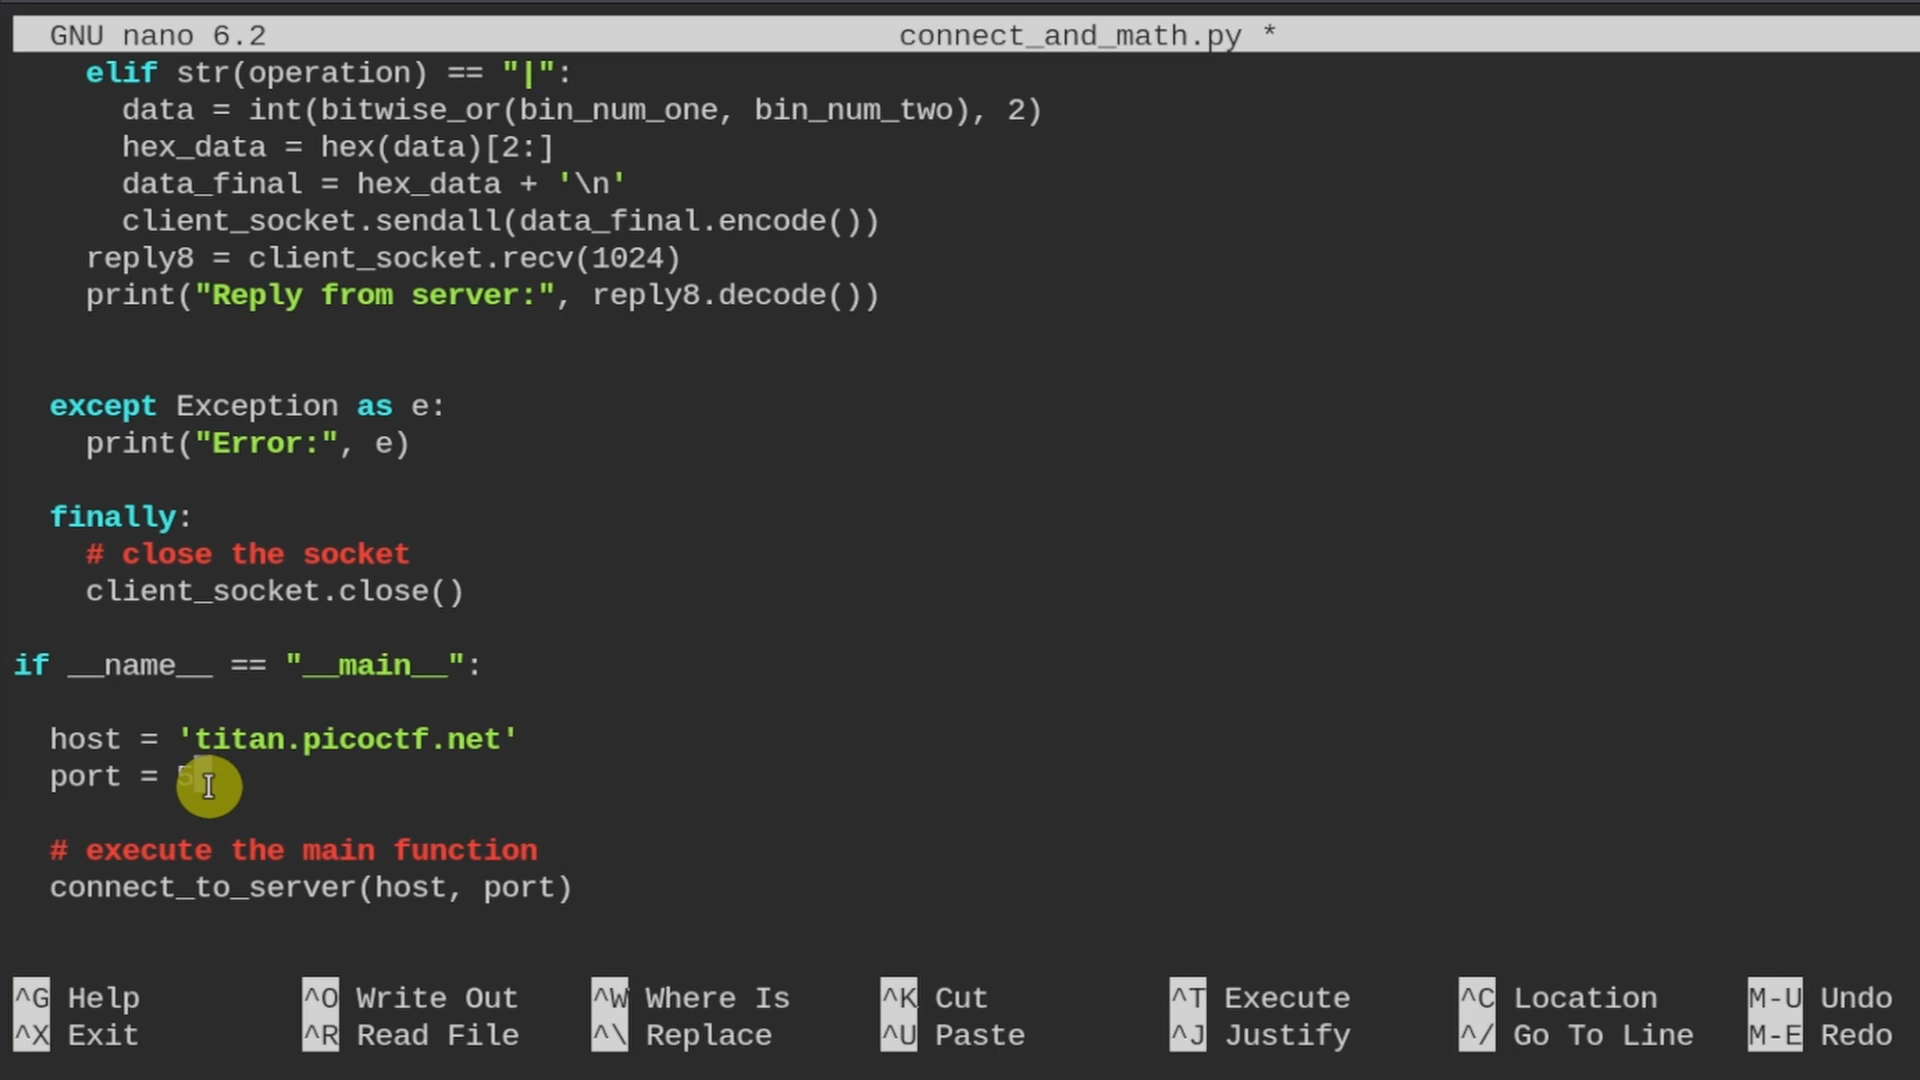 GNU nano 6.2 connect_and_math.py *
elif str(operation) == "|":
data = int(bitwise_or(bin_num_one, bin_num_two), 2)
hex_data = hex(data)[2:]
data_final = hex_data + '\n'
client_socket.sendall(data_final.encode())
reply8 = client_socket.recv(1024)
print("Reply from server:", reply8.decode())
except Exception as e:
print("Error:", e)
finally:
# close the socket
client_socket.close()
if __name__ == "__main__":
host = 'titan.picoctf.net'
port = 5
# execute the main function
connect_to_server(host, port)
^G Help ^O Write Out ^W Where Is ^K Cut ^T Execute ^C Location M-U Undo
^X Exit ^R Read File ^\ Replace ^U Paste ^J Justify ^/ Go To Line M-E Redo